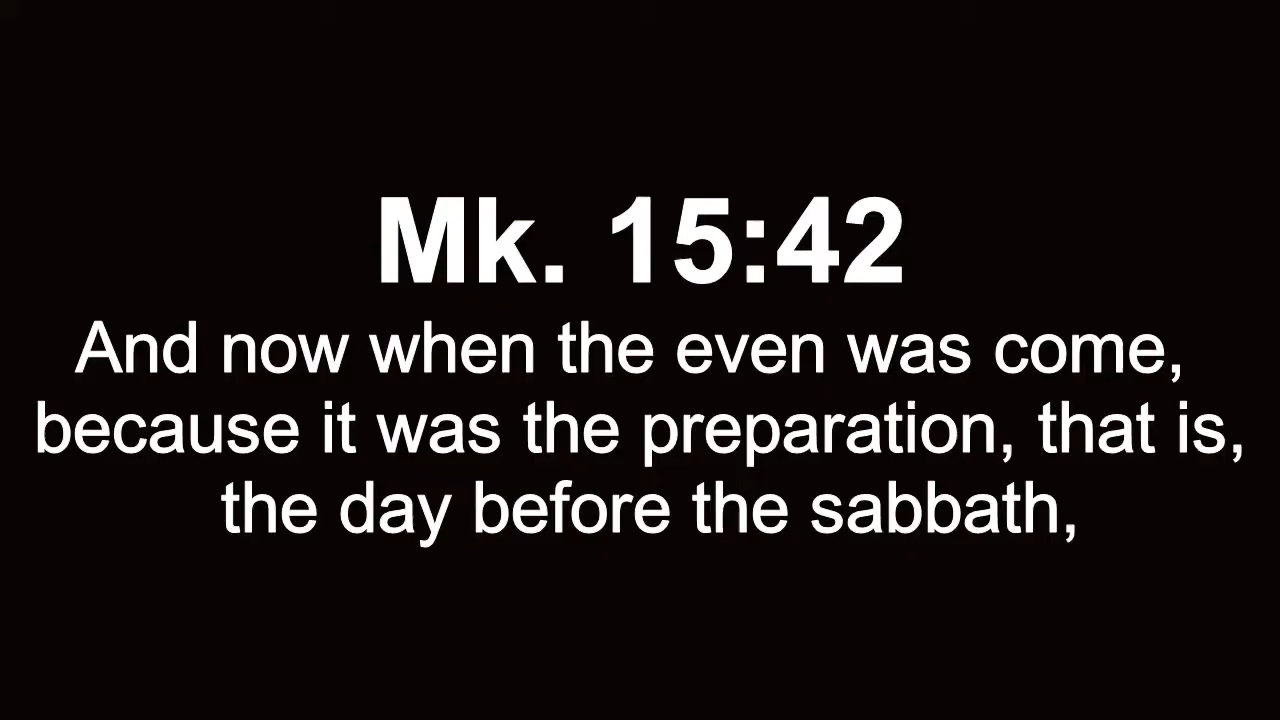 Mk. 15:42
And now when the even was come,
because it was the preparation, that is,
the day before the sabbath,